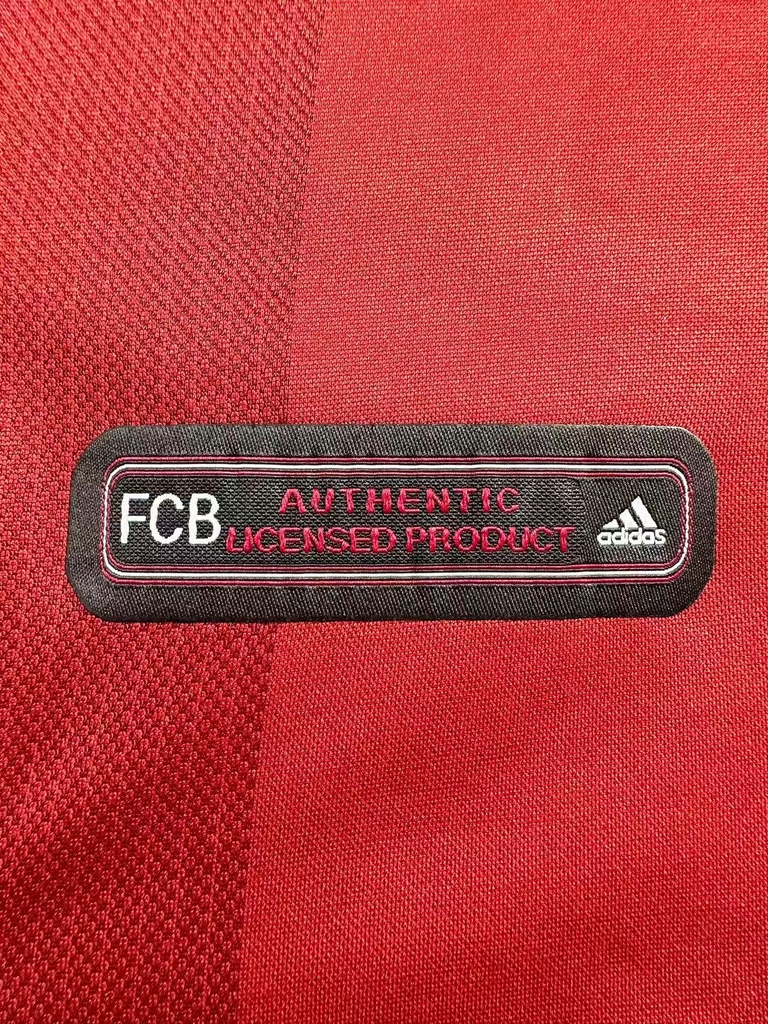 FCB
AUTHENTIC
LICENSED PRODUCT
adidas